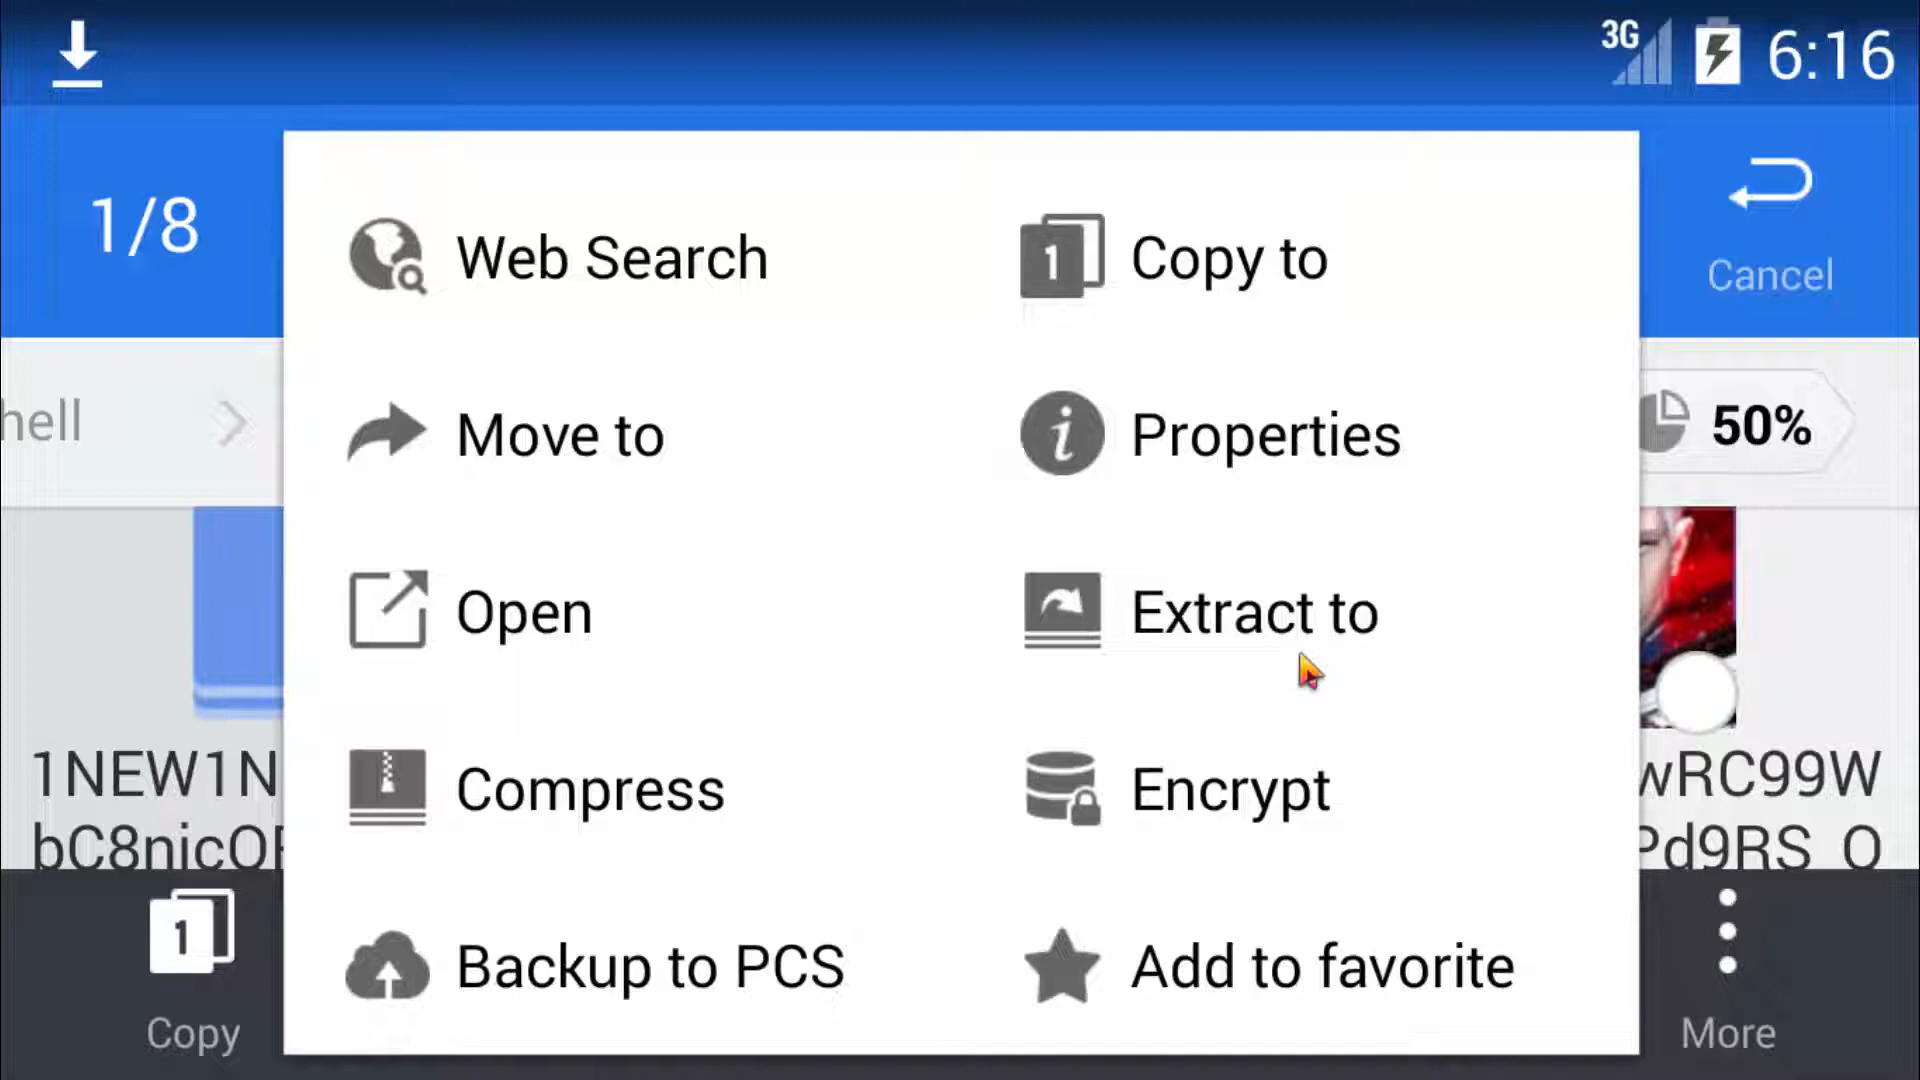 3G 6:16
1/8
Cancel
Web Search
Copy to
hell
Move to
Properties
50%
Open
Extract to
1NEW1N
Compress
Encrypt
wRC99W
bC8nicO
Pd9RS_O
1
Backup to PCS
Add to favorite
Copy
More